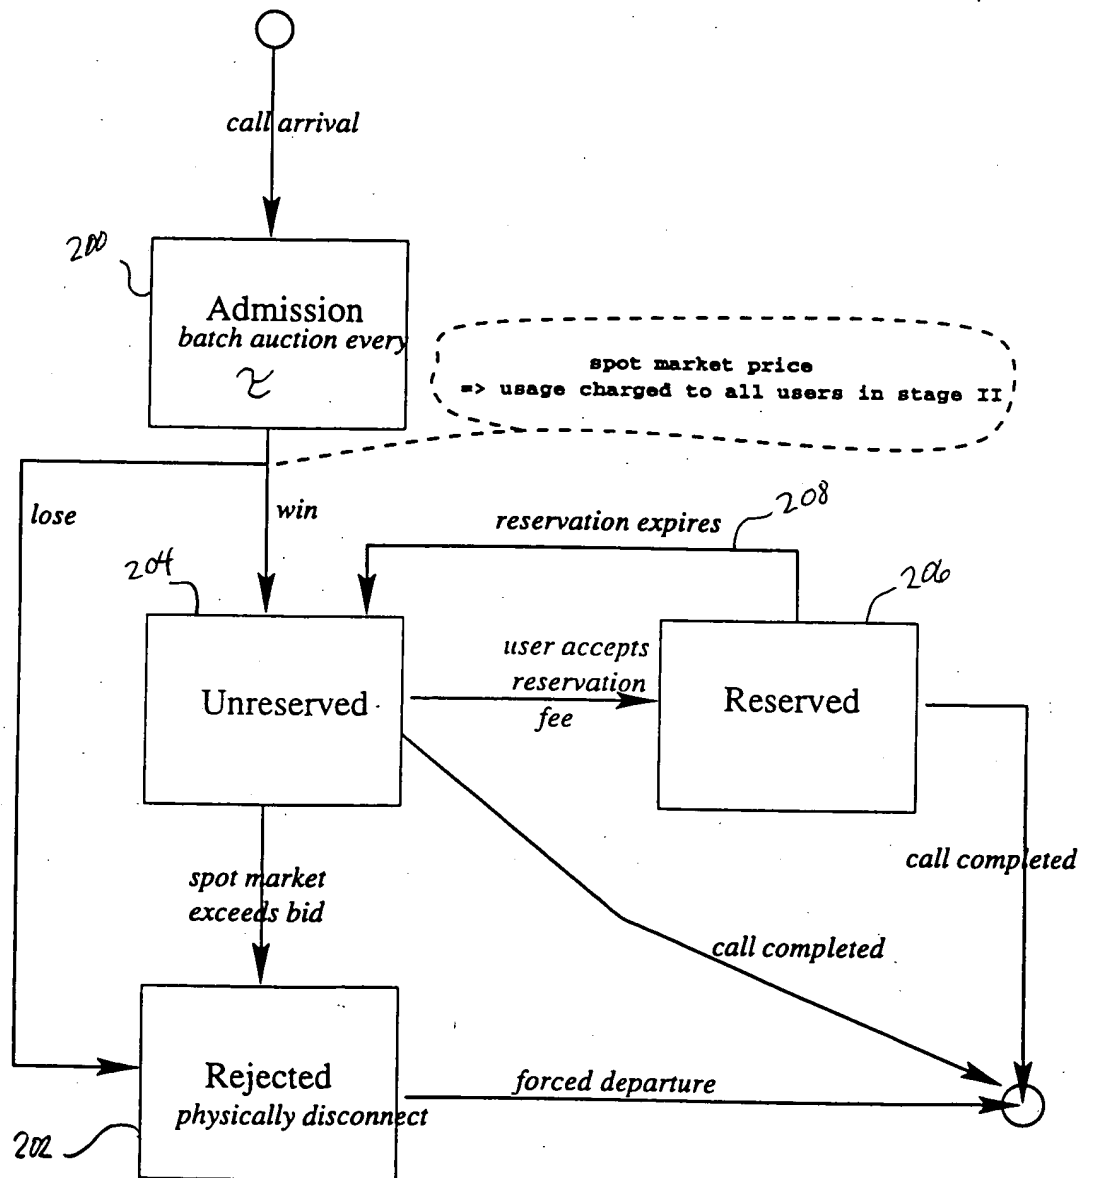 call arrival
200
Admission
batch auction every
τ
spot market price
=> usage charged to all users in stage II
lose
win
reservation expires
208
204
206
user accepts
reservation
fee
Unreserved
Reserved
spot market
exceeds bid
call completed
call completed
Rejected
physically disconnect
forced departure
202